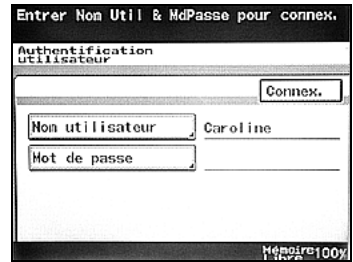 Entrer Nom Util & MdPasse pour connex.
Authentification
utilisateur
Connex.
Nom utilisateur Caroline
Mot de passe
Mémoire
Libre 100%